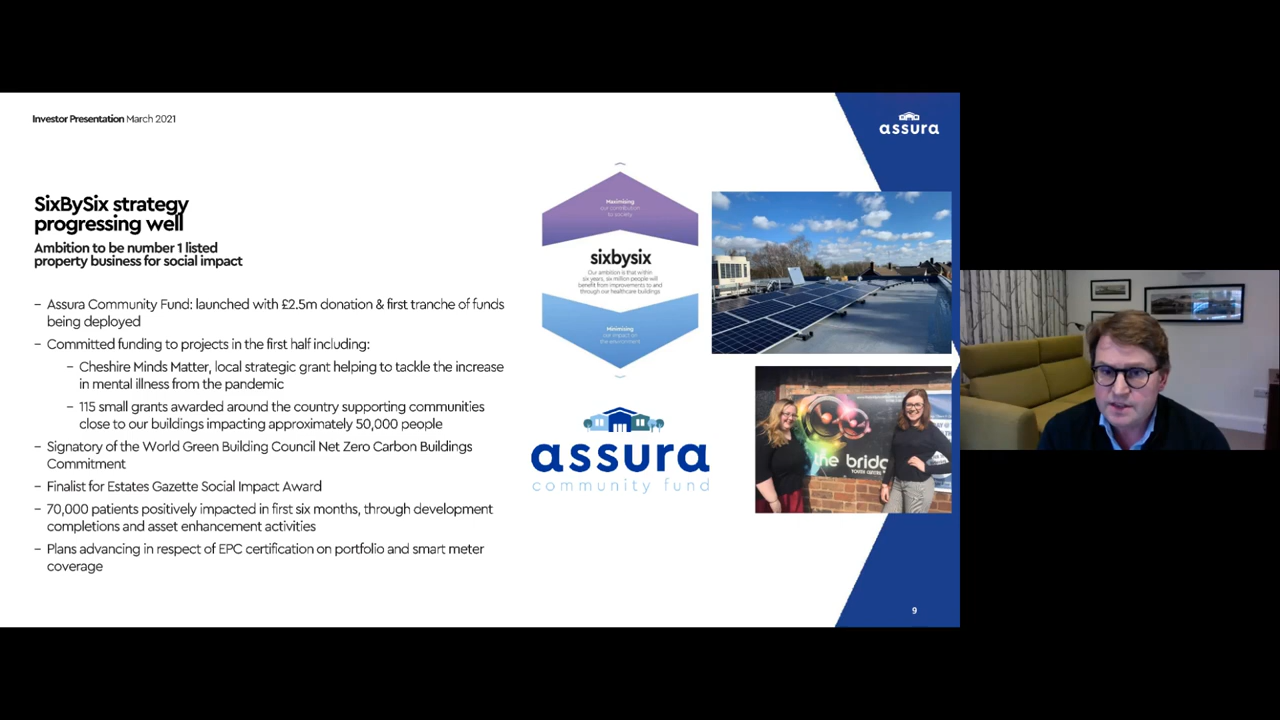 Investor Presentation March 2021
assura
SixBySix strategy
progressing well
Ambition to be number 1 listed
property business for social impact
– Assura Community Fund: launched with £2.5m donation & first tranche of funds
being deployed
– Committed funding to projects in the first half including:
– Cheshire Minds Matter, local strategic grant helping to tackle the increase
in mental illness from the pandemic
– 115 small grants awarded around the country supporting communities
close to our buildings impacting approximately 50,000 people
– Signatory of the World Green Building Council Net Zero Carbon Buildings
Commitment
– Finalist for Estates Gazette Social Impact Award
– 70,000 patients positively impacted in first six months, through development
completions and asset enhancement activities
– Plans advancing in respect of EPC certification on portfolio and smart meter
coverage
Maximising
our contribution
to society
sixbysix
Our ambition is that within
six years, six million people will
benefit from improvements to and
through our healthcare buildings
Minimising
our impact on
the environment
assura
community fund
the bridg
9